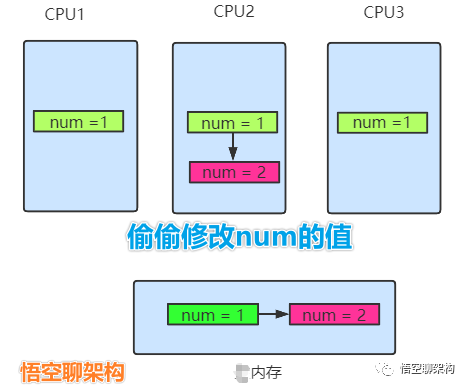 CPU1 CPU2 CPU3
num =1 num = 1 num =1
num = 2
偷偷修改num的值
num = 1 num = 2
悟空聊架构 内存 悟空聊架构